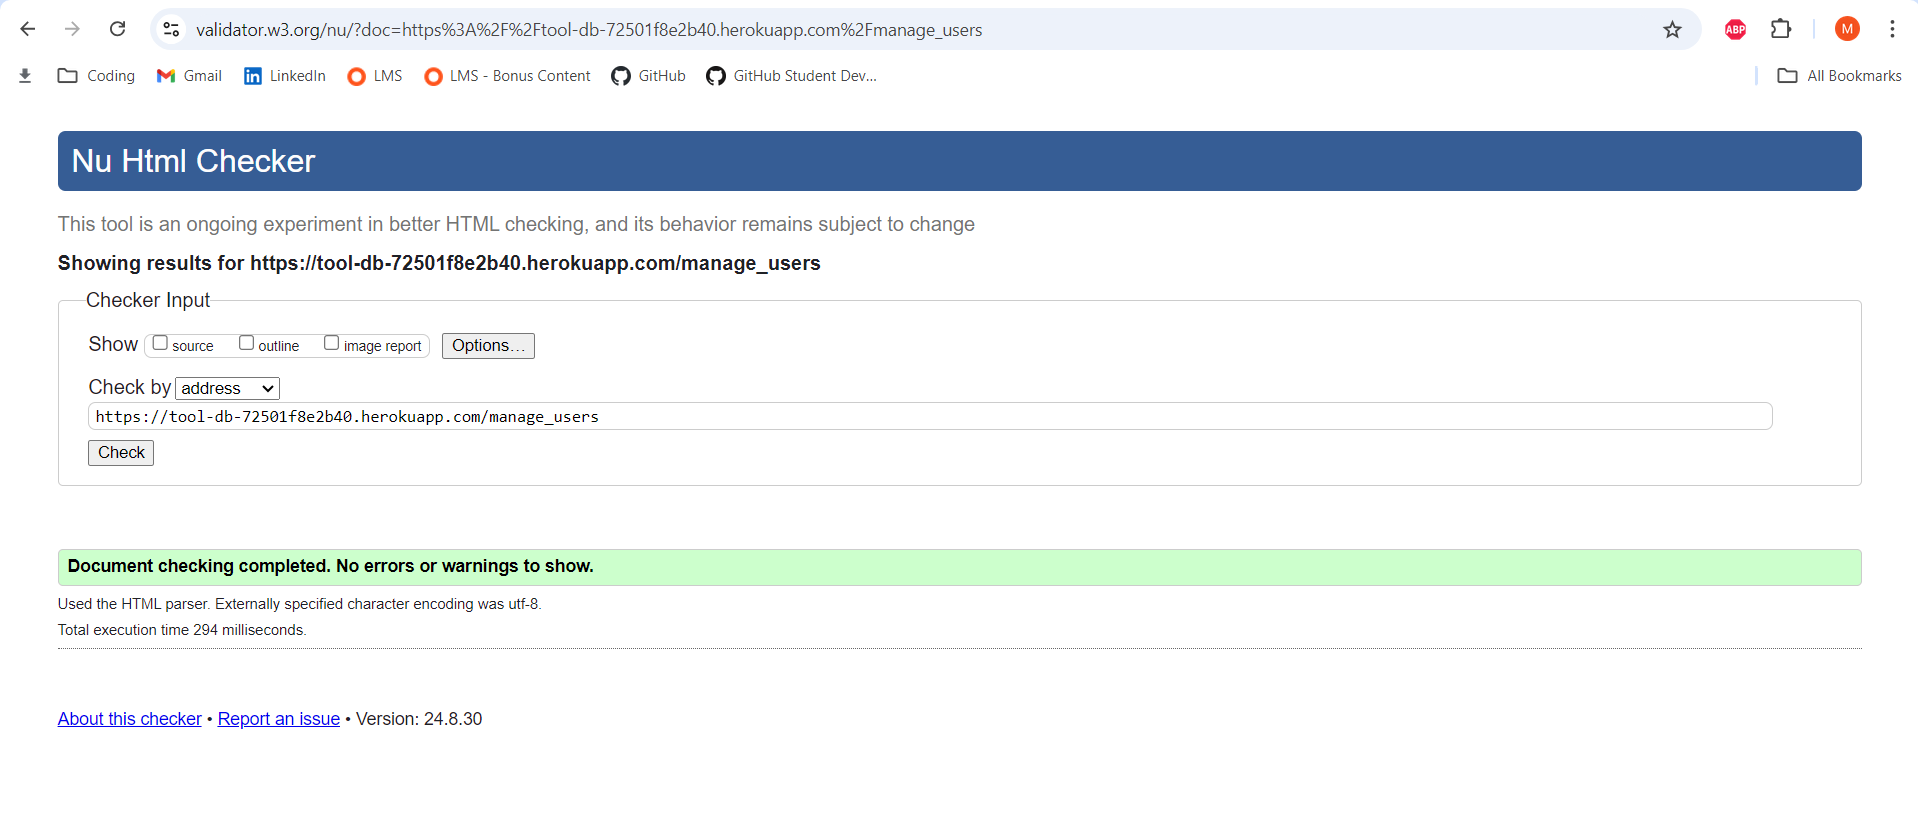 validator.w3.org/nu/?doc=https%3A%2F%2Ftool-db-72501f8e2b40.herokuapp.com%2Fmanage_users
ABP
M
Coding
Gmail
in LinkedIn
LMS
LMS - Bonus Content
GitHub
GitHub Student Dev...
All Bookmarks
Nu Html Checker
This tool is an ongoing experiment in better HTML checking, and its behavior remains subject to change
Showing results for https://tool-db-72501f8e2b40.herokuapp.com/manage_users
Checker Input
Show source outline image report Options...
Check by address
https://tool-db-72501f8e2b40.herokuapp.com/manage_users
Check
Document checking completed. No errors or warnings to show.
Used the HTML parser. Externally specified character encoding was utf-8.
Total execution time 294 milliseconds.
About this checker • Report an issue • Version: 24.8.30